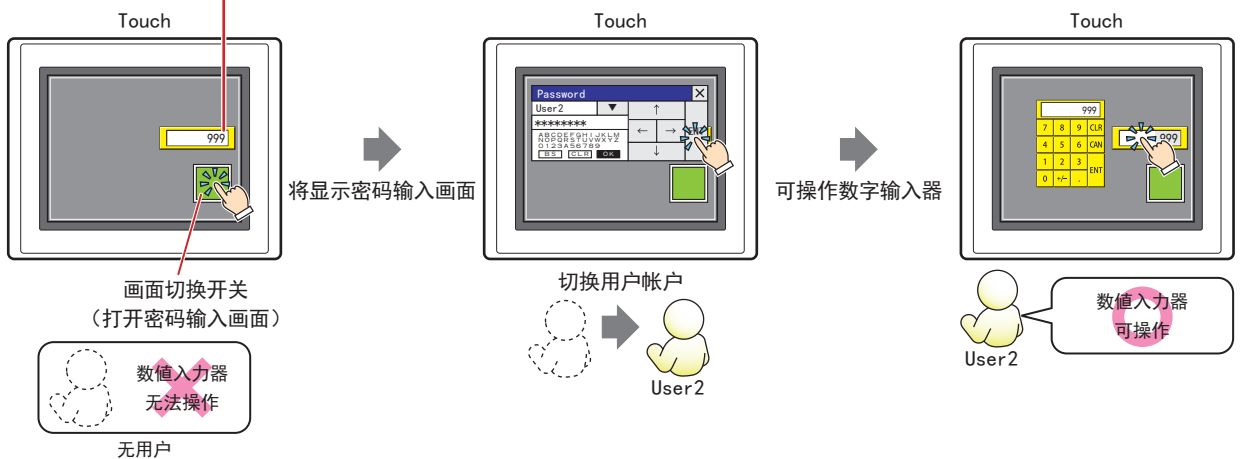 Touch
999
画面切换开关
（打开密码输入画面）
数値入力器
无法操作
无用户
将显示密码输入画面
Touch
Password
User2 ▼
********
ABCDEFGHIJKLM
NOPQRSTUVWXYZ
0123A56789
BS CLR OK
↑
← →
↓
切换用户帐户
User2
可操作数字输入器
Touch
999
7 8 9 CLR
4 5 6 CAN
1 2 3
0 +/- . ENT
999
User2
数値入力器
可操作